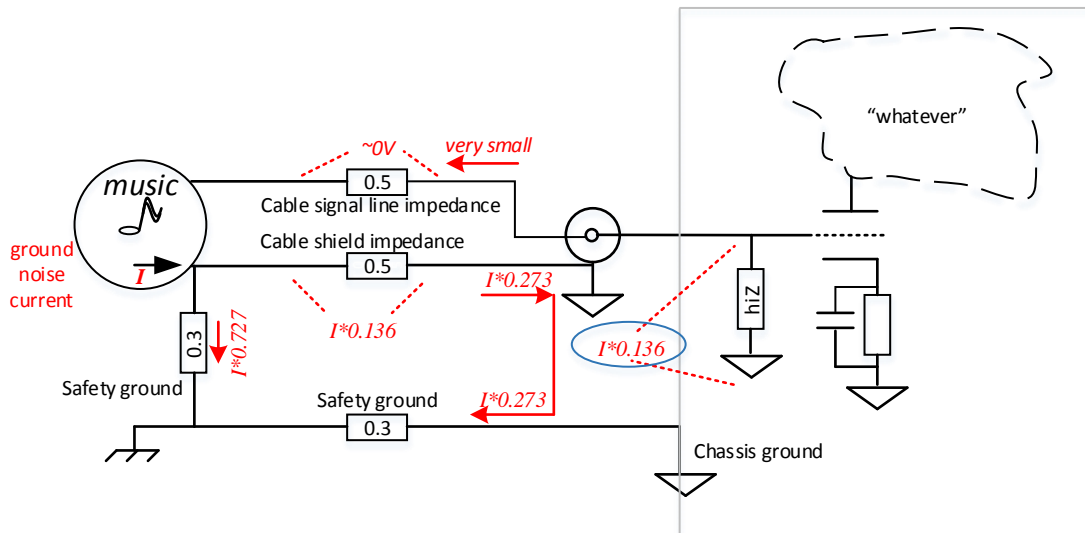 “whatever”
~0V
very small
music
0.5
Cable signal line impedance
Cable shield impedance
ground
noise
current
I
0.5
I*0.273
I*0.136
hiZ
0.3
I*0.727
I*0.136
Safety ground
Safety ground
I*0.273
0.3
Chassis ground